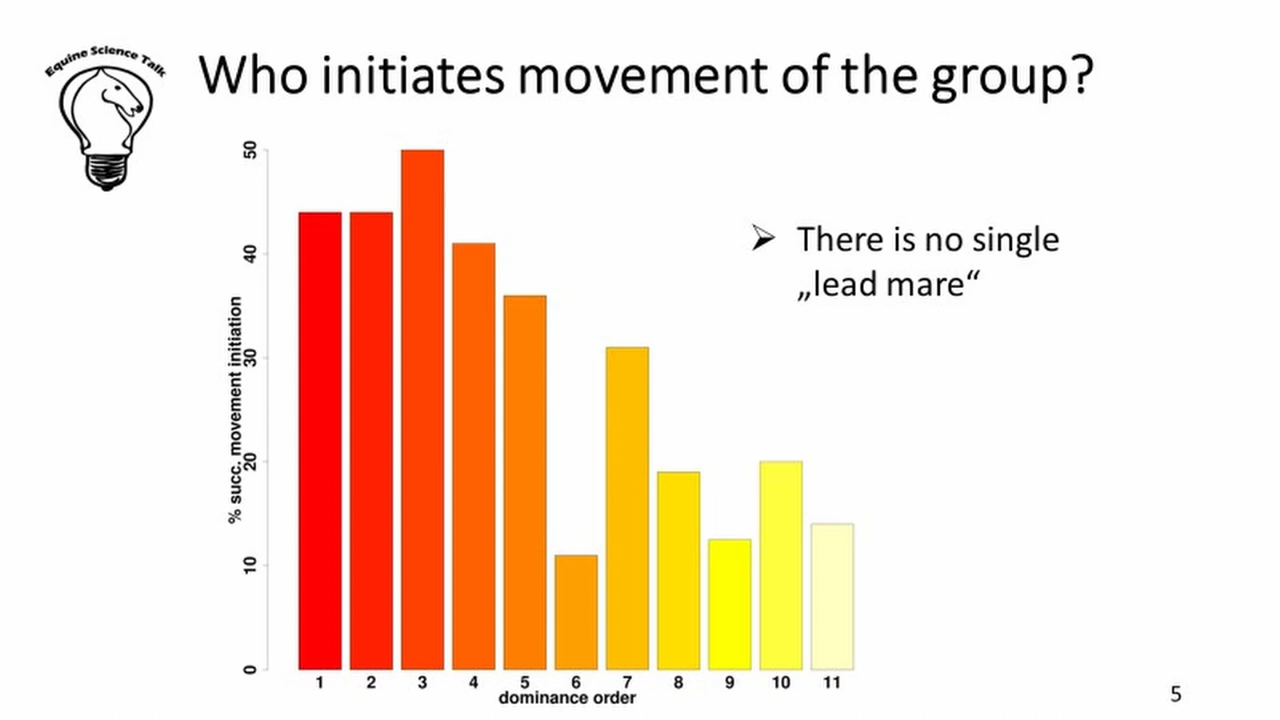 Equine Science Talk
Who initiates movement of the group?
➢ There is no single
„lead mare“
% succ. movement initiation
50
40
30
20
10
0
1 2 3 4 5 6 7 8 9 10 11
dominance order
5